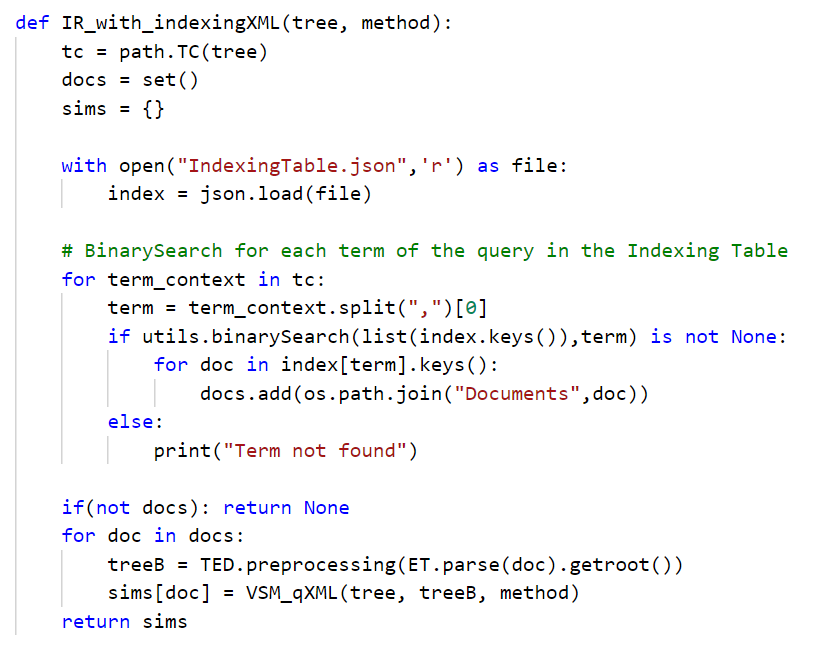 def IR_with_indexingXML(tree, method):
    tc = path.TC(tree)
    docs = set()
    sims = {}

    with open("IndexingTable.json",'r') as file:
        index = json.load(file)

    # BinarySearch for each term of the query in the Indexing Table
    for term_context in tc:
        term = term_context.split(",")[0]
        if utils.binarySearch(list(index.keys()),term) is not None:
            for doc in index[term].keys():
                docs.add(os.path.join("Documents",doc))
        else:
            print("Term not found")

    if(not docs): return None
    for doc in docs:
        treeB = TED.preprocessing(ET.parse(doc).getroot())
        sims[doc] = VSM_qXML(tree, treeB, method)
    return sims